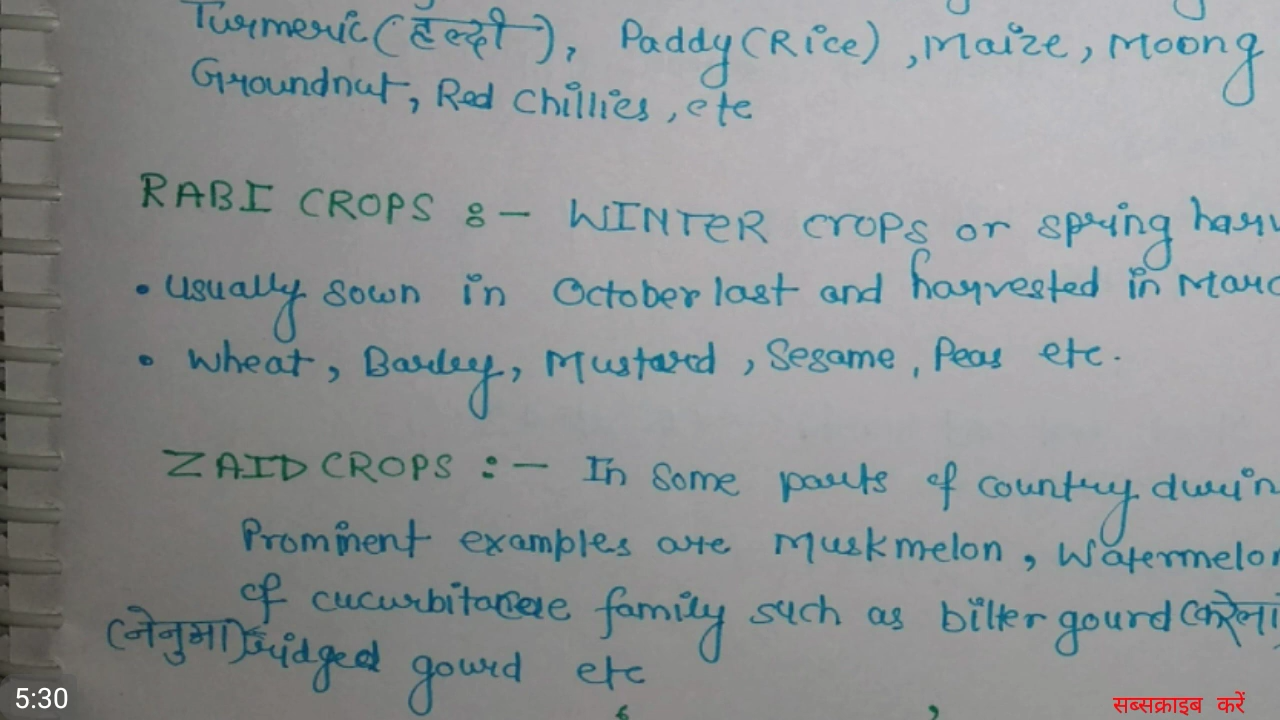 Turmeric (हल्दी), Paddy (Rice), Maize, Moong
Groundnut, Red Chillies, etc
RABI CROPS :- WINTER CROPS or spring harv
• Usually sown in October last and harvested in Marc
• Wheat, Barley, Mustard, Sesame, Peas etc.
ZAID CROPS :- In some parts of country durin
Prominent examples are Muskmelon, Watermelon
of cucurbitaceae family such as bitter gourd (करेला
(नेनुआ) ridged gourd etc
5:30
सब्सक्राइब करें